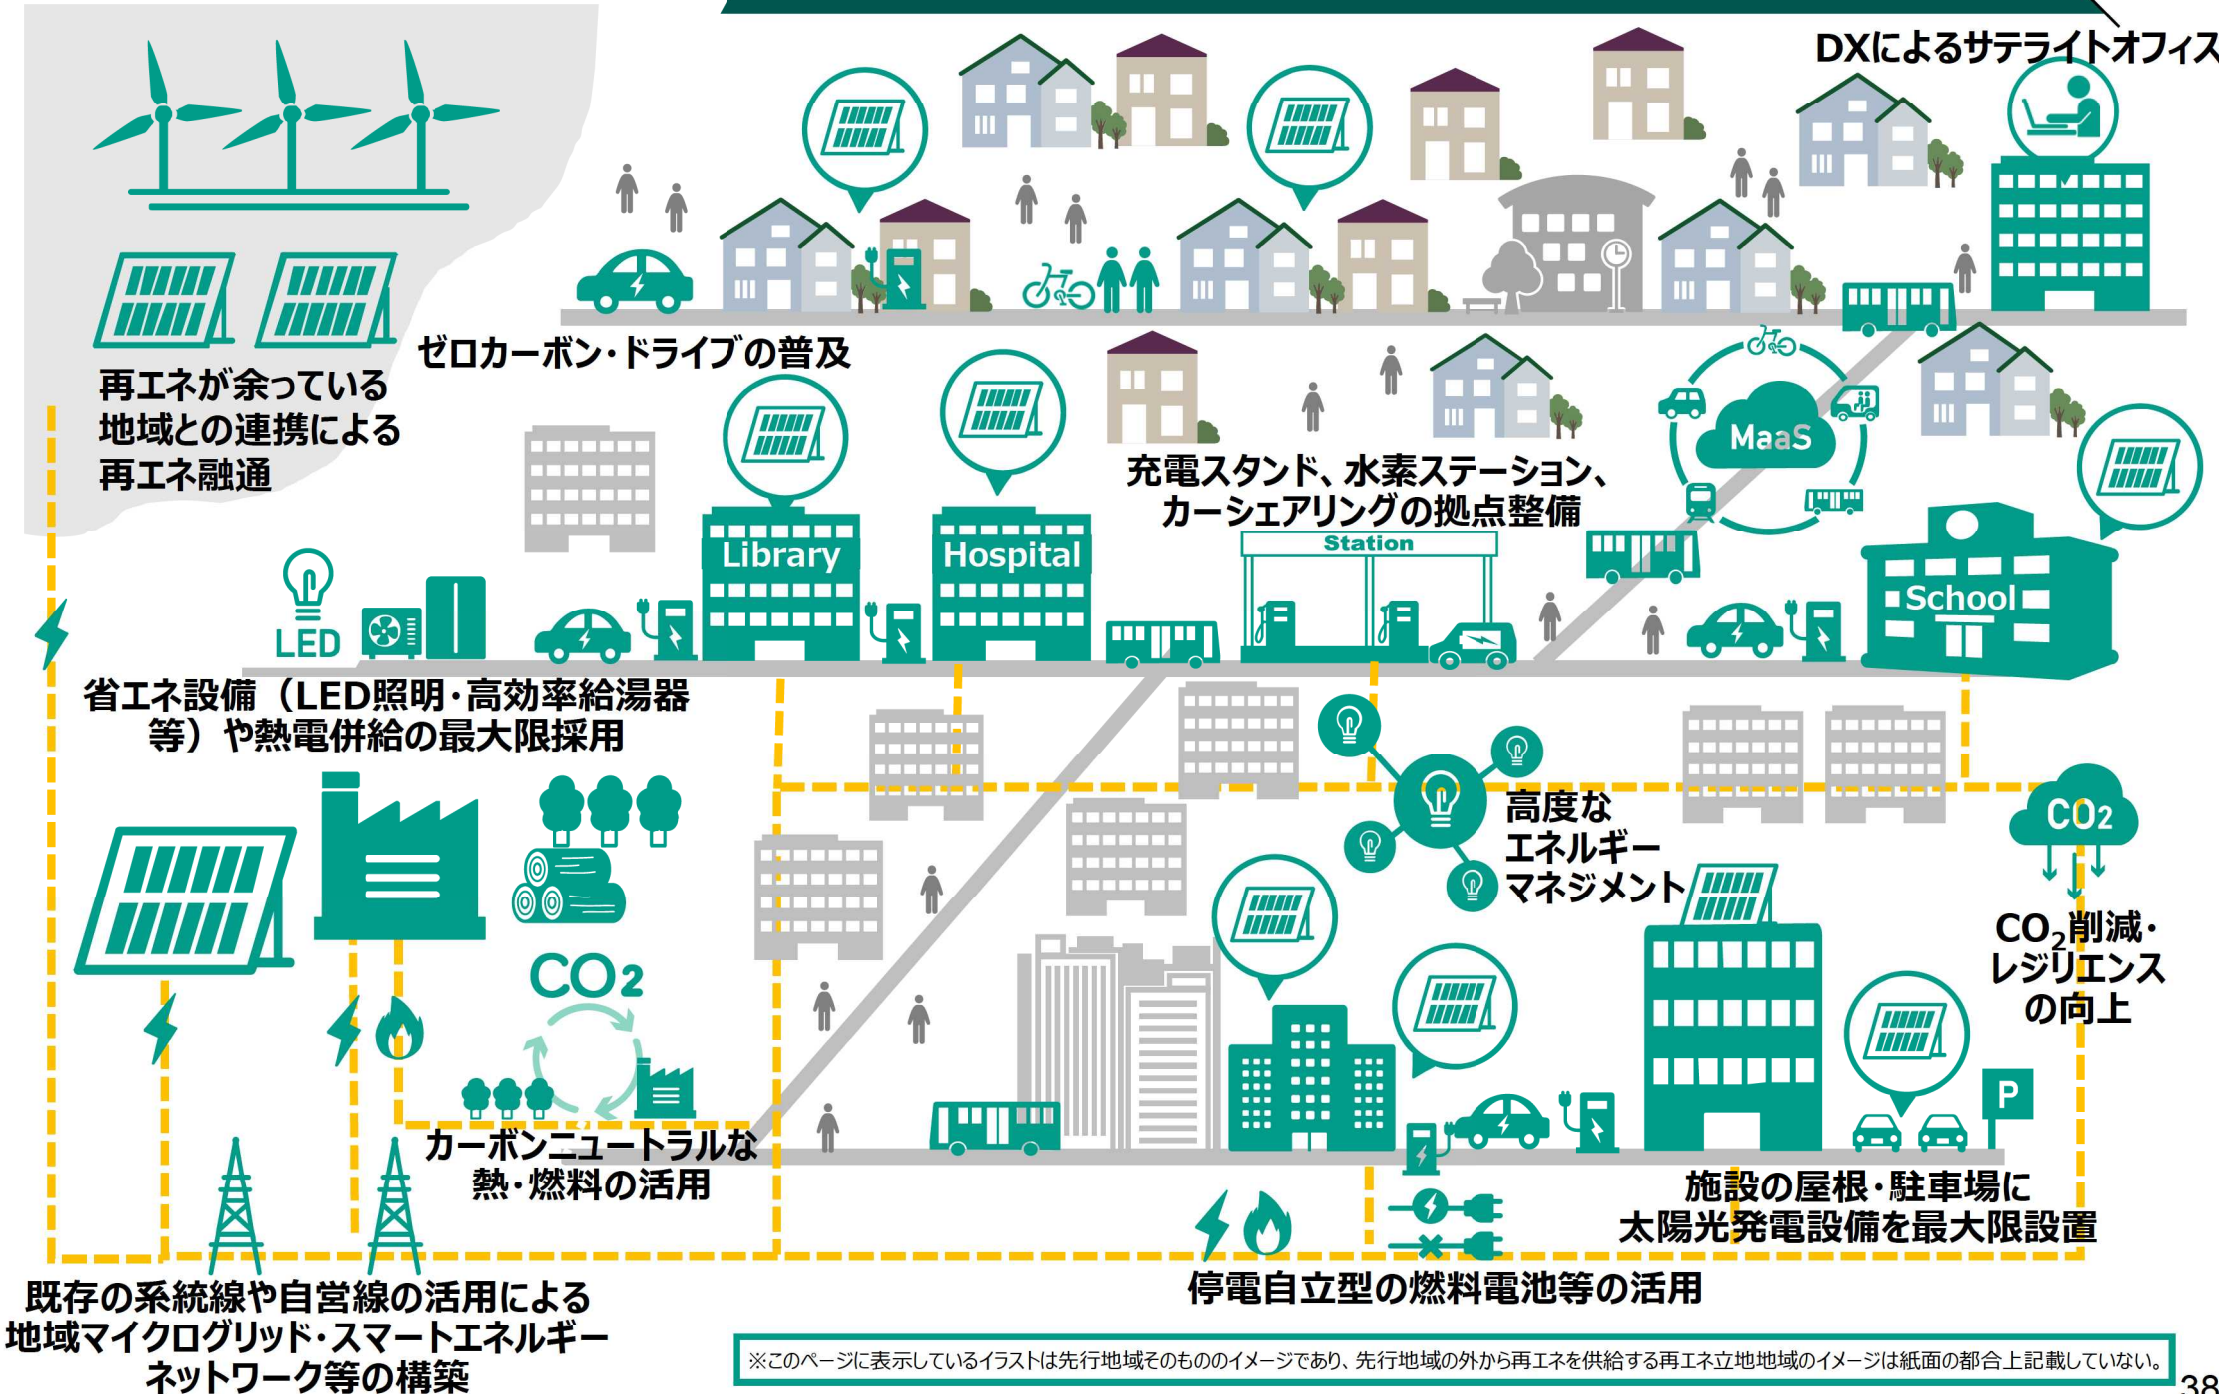 DXによるサテライトオフィス
ゼロカーボン・ドライブの普及
再エネが余っている
地域との連携による
再エネ融通
充電スタンド、水素ステーション、
カーシェアリングの拠点整備
MaaS
Library
Hospital
Station
School
LED
省エネ設備（LED照明・高効率給湯器
等）や熱電併給の最大限採用
高度な
エネルギー
マネジメント
CO2
CO₂削減・
レジリエンス
の向上
CO2
カーボンニュートラルな
熱・燃料の活用
P
施設の屋根・駐車場に
太陽光発電設備を最大限設置
停電自立型の燃料電池等の活用
既存の系統線や自営線の活用による
地域マイクログリッド・スマートエネルギー
ネットワーク等の構築
※このページに表示しているイラストは先行地域そのもののイメージであり、先行地域の外から再エネを供給する再エネ立地地域のイメージは紙面の都合上記載していない。
38